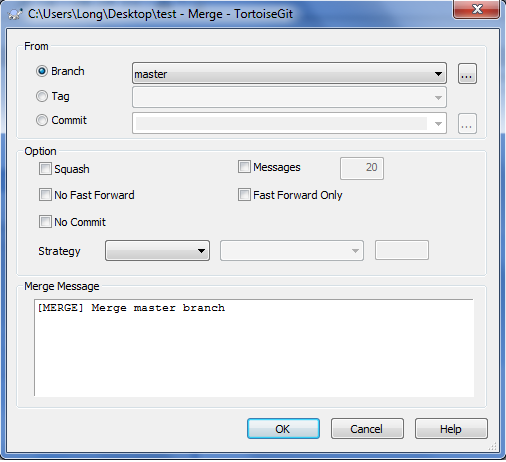 C:\Users\Long\Desktop\test - Merge - TortoiseGit
From
Branch master ...
Tag
Commit ...
Option
Squash Messages 20
No Fast Forward Fast Forward Only
No Commit
Strategy
Merge Message
[MERGE] Merge master branch
OK Cancel Help